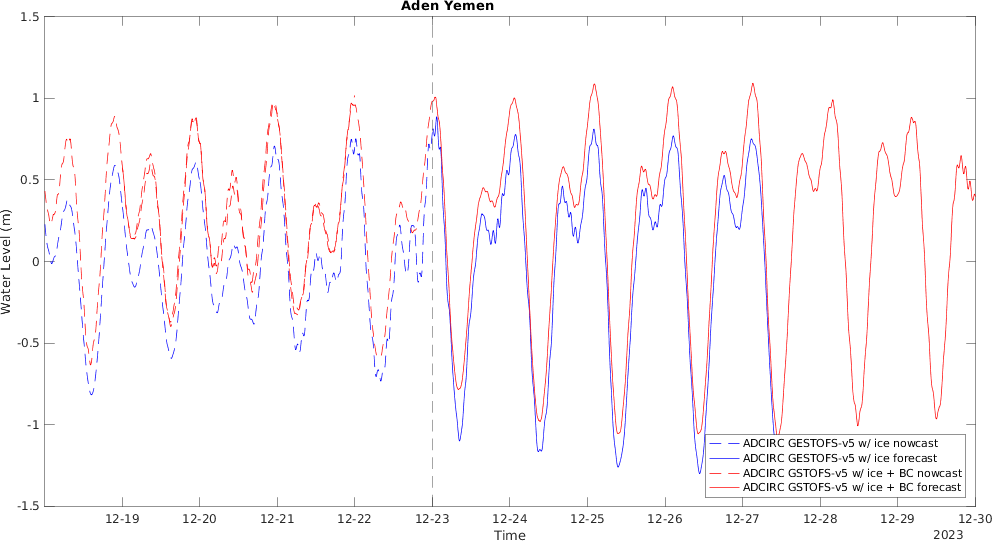 Aden Yemen
1.5
1
0.5
0
-0.5
-1
-1.5
Water Level (m)
12-19
12-20
12-21
12-22
12-23
12-24
12-25
12-26
12-27
12-28
12-29
12-30
Time
2023
ADCIRC GESTOFS-v5 w/ ice nowcast
ADCIRC GESTOFS-v5 w/ ice forecast
ADCIRC GSTOFS-v5 w/ ice + BC nowcast
ADCIRC GSTOFS-v5 w/ ice + BC forecast